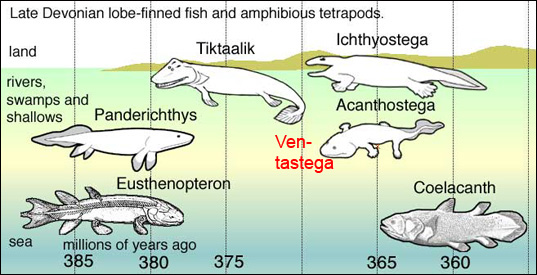 Late Devonian lobe-finned fish and amphibious tetrapods.
land
Tiktaalik
Ichthyostega
rivers,
swamps and
shallows
Panderichthys
Acanthostega
Ven-
tastega
Eusthenopteron
Coelacanth
sea
millions of years ago
385
380
375
365
360